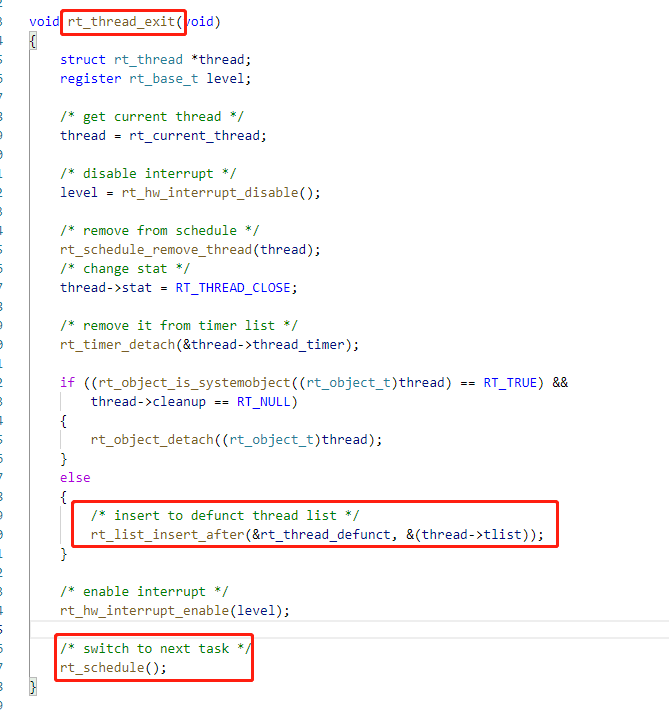 void rt_thread_exit(void)
{
struct rt_thread *thread;
register rt_base_t level;
/* get current thread */
thread = rt_current_thread;
/* disable interrupt */
level = rt_hw_interrupt_disable();
/* remove from schedule */
rt_schedule_remove_thread(thread);
/* change stat */
thread->stat = RT_THREAD_CLOSE;
/* remove it from timer list */
rt_timer_detach(&thread->thread_timer);
if ((rt_object_is_systemobject((rt_object_t)thread) == RT_TRUE) &&
thread->cleanup == RT_NULL)
{
rt_object_detach((rt_object_t)thread);
}
else
{
/* insert to defunct thread list */
rt_list_insert_after(&rt_thread_defunct, &(thread->tlist));
}
/* enable interrupt */
rt_hw_interrupt_enable(level);
/* switch to next task */
rt_schedule();
}